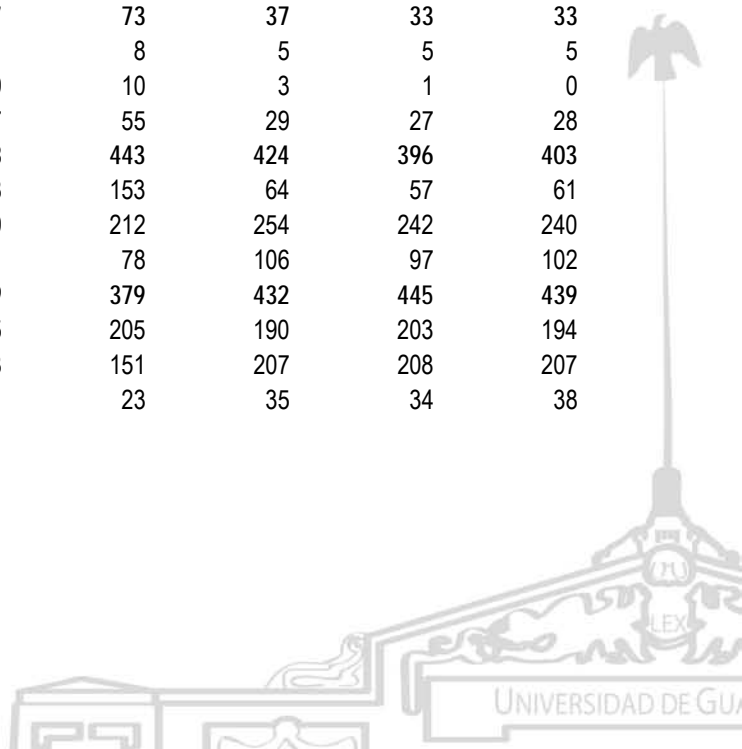 73 37 33 33
8 5 5 5
10 3 1 0
55 29 27 28
443 424 396 403
153 64 57 61
212 254 242 240
78 106 97 102
379 432 445 439
205 190 203 194
151 207 208 207
23 35 34 38
LEX
UNIVERSIDAD DE GUA